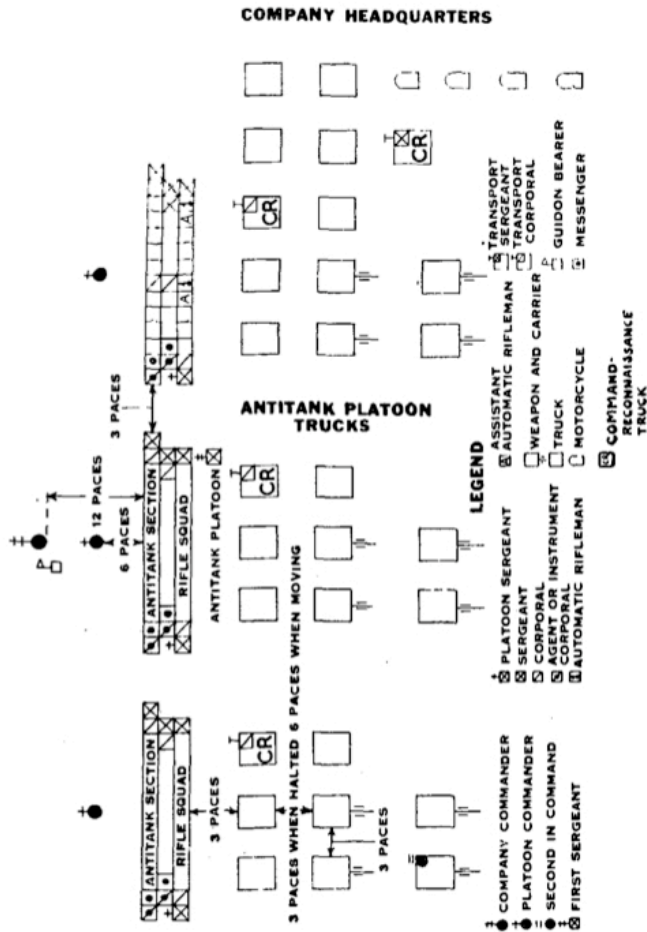 COMPANY HEADQUARTERS
3 PACES
12 PACES
6 PACES
ANTITANK SECTION
RIFLE SQUAD
ANTITANK PLATOON
ANTITANK SECTION
RIFLE SQUAD
A
A
CR
CR
CR
CR
ANTITANK PLATOON
TRUCKS
3 PACES
3 PACES WHEN HALTED 6 PACES WHEN MOVING
3 PACES
LEGEND
COMPANY COMMANDER
PLATOON COMMANDER
SECOND IN COMMAND
FIRST SERGEANT
PLATOON SERGEANT
SERGEANT
CORPORAL
AGENT OR INSTRUMENT
CORPORAL
AUTOMATIC RIFLEMAN
ASSISTANT
AUTOMATIC RIFLEMAN
WEAPON AND CARRIER
TRUCK
MOTORCYCLE
CR COMMAND-
RECONNAISSANCE
TRUCK
TRANSPORT
SERGEANT
TRANSPORT
CORPORAL
GUIDON BEARER
MESSENGER